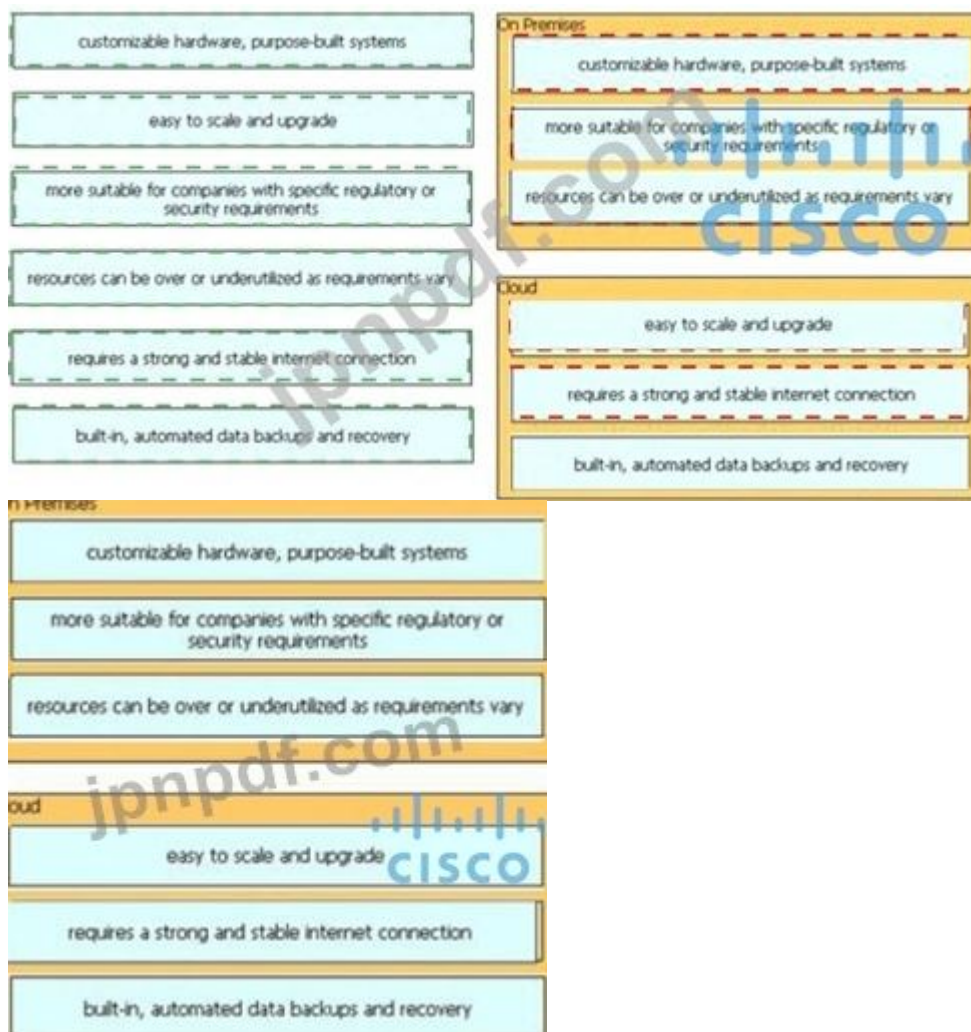 customizable hardware, purpose-built systems
easy to scale and upgrade
more suitable for companies with specific regulatory or
security requirements
resources can be over or underutilized as requirements vary
requires a strong and stable internet connection
built-in, automated data backups and recovery
On Premises
customizable hardware, purpose-built systems
more suitable for companies with specific regulatory or
security requirements
resources can be over or underutilized as requirements vary
CISCO
Cloud
easy to scale and upgrade
requires a strong and stable internet connection
built-in, automated data backups and recovery
jpnpdf.com
n Premises
customizable hardware, purpose-built systems
more suitable for companies with specific regulatory or
security requirements
resources can be over or underutilized as requirements vary
jpnpdf.com
oud
easy to scale and upgrade
CISCO
requires a strong and stable internet connection
built-in, automated data backups and recovery